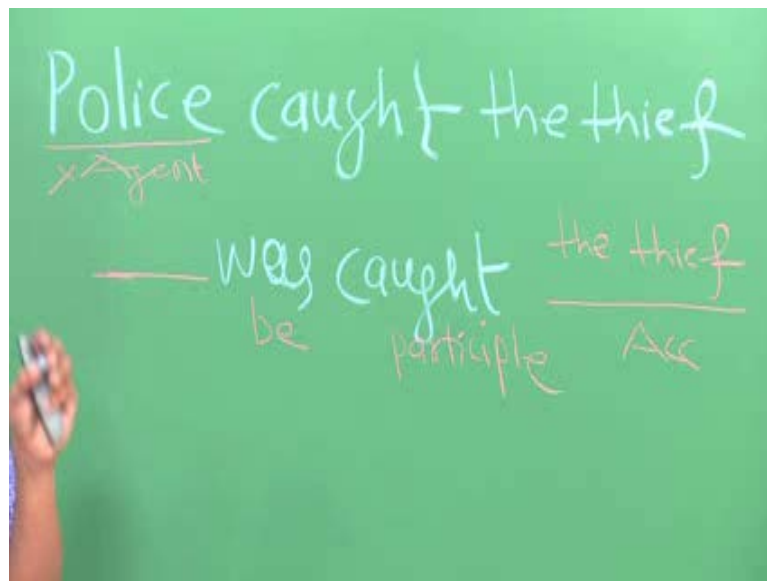 Police caught the thief
x Agent
was caught the thief
be participle Acc